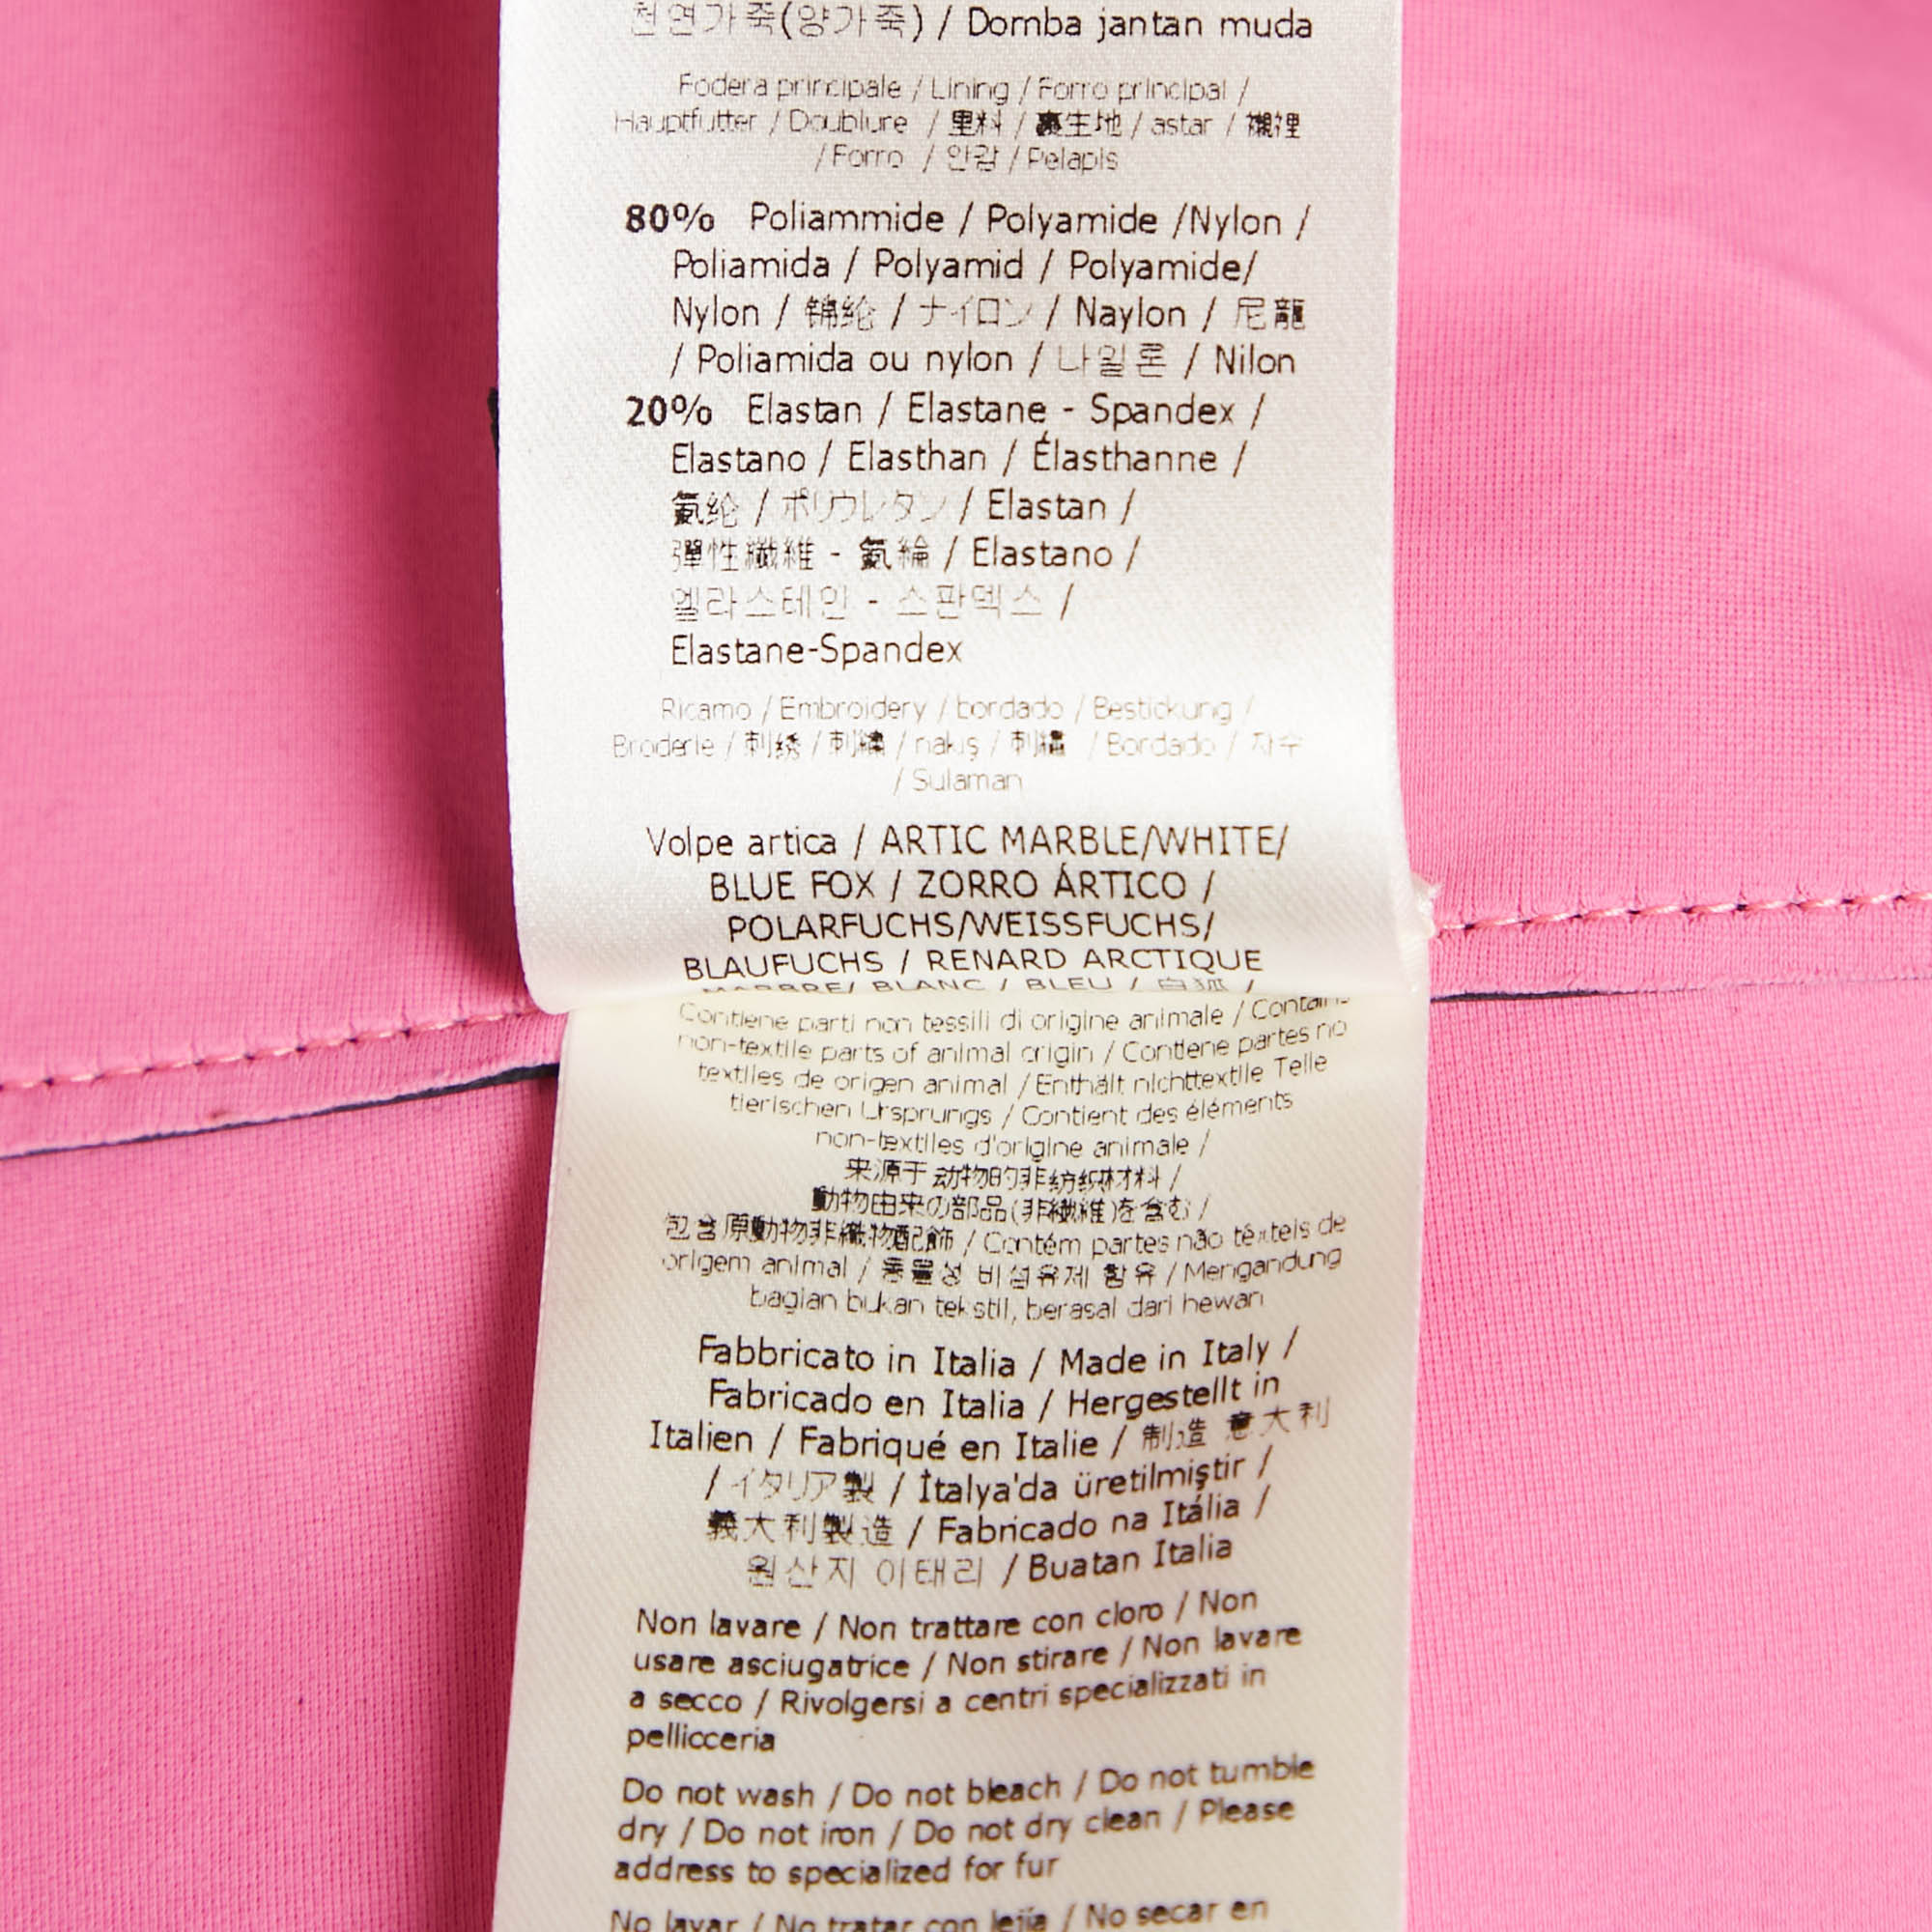 천연가죽(양가죽) / Domba jantan muda
Fodera principale / Lining / Forro principal /
Hauptfutter / Doublure / 里料 / 裏生地 / astar / 襯裡
/ Forro / 안감 / Pelapis
80% Poliammide / Polyamide /Nylon /
Poliamida / Polyamid / Polyamide/
Nylon / 锦纶 / ナイロン / Naylon / 尼龍
/ Poliamida ou nylon / 나일론 / Nilon
20% Elastan / Elastane - Spandex /
Elastano / Elasthan / Élasthanne /
氨纶 / ポリウレタン / Elastan /
彈性纖維 - 氨綸 / Elastano /
엘라스테인 - 스판덱스 /
Elastane-Spandex
Ricamo / Embroidery / bordado / Bestickung /
Broderie / 刺绣 / 刺繍 / nakış / 刺繡 / Bordado / 자수
/ Sulaman
Volpe artica / ARTIC MARBLE/WHITE/
BLUE FOX / ZORRO ÁRTICO /
POLARFUCHS/WEISSFUCHS/
BLAUFUCHS / RENARD ARCTIQUE
MARBRE/ BLANC / BLEU / 白狐 /
Contiene parti non tessili di origine animale / Contains
non-textile parts of animal origin / Contiene partes no
textiles de origen animal / Enthält nichttextile Teile
tierischen Ursprungs / Contient des éléments
non-textiles d'origine animale /
来源于动物的非纺织材料 /
動物由来の部品(非繊維)を含む /
包含原動物非織物配飾 / Contém partes não têxteis de
origem animal / 동물성 비섬유제 함유 / Mengandung
bagian bukan tekstil, berasal dari hewan
Fabbricato in Italia / Made in Italy /
Fabricado en Italia / Hergestellt in
Italien / Fabriqué en Italie / 制造 意大利
/ イタリア製 / İtalya'da üretilmiştir /
義大利製造 / Fabricado na Itália /
원산지 이태리 / Buatan Italia
Non lavare / Non trattare con cloro / Non
usare asciugatrice / Non stirare / Non lavare
a secco / Rivolgersi a centri specializzati in
pellicceria
Do not wash / Do not bleach / Do not tumble
dry / Do not iron / Do not dry clean / Please
address to specialized for fur
No lavar / No tratar con lejía / No secar en